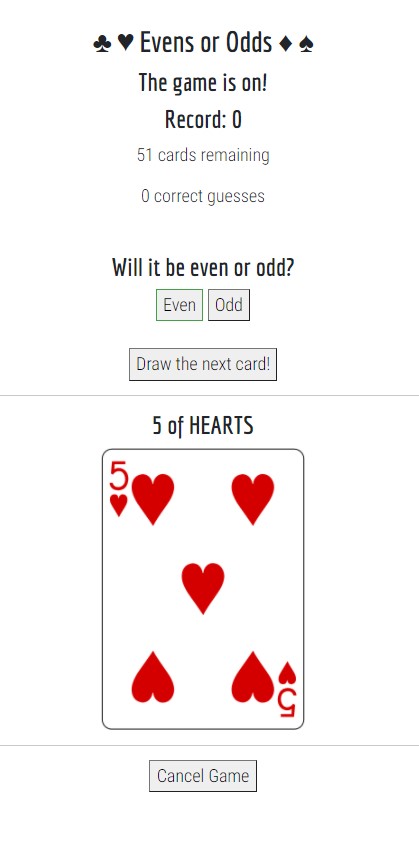 ♣ ♥ Evens or Odds ♦ ♠
The game is on!
Record: 0
51 cards remaining
0 correct guesses
Will it be even or odd?
Even Odd
Draw the next card!
5 of HEARTS
5
5
Cancel Game